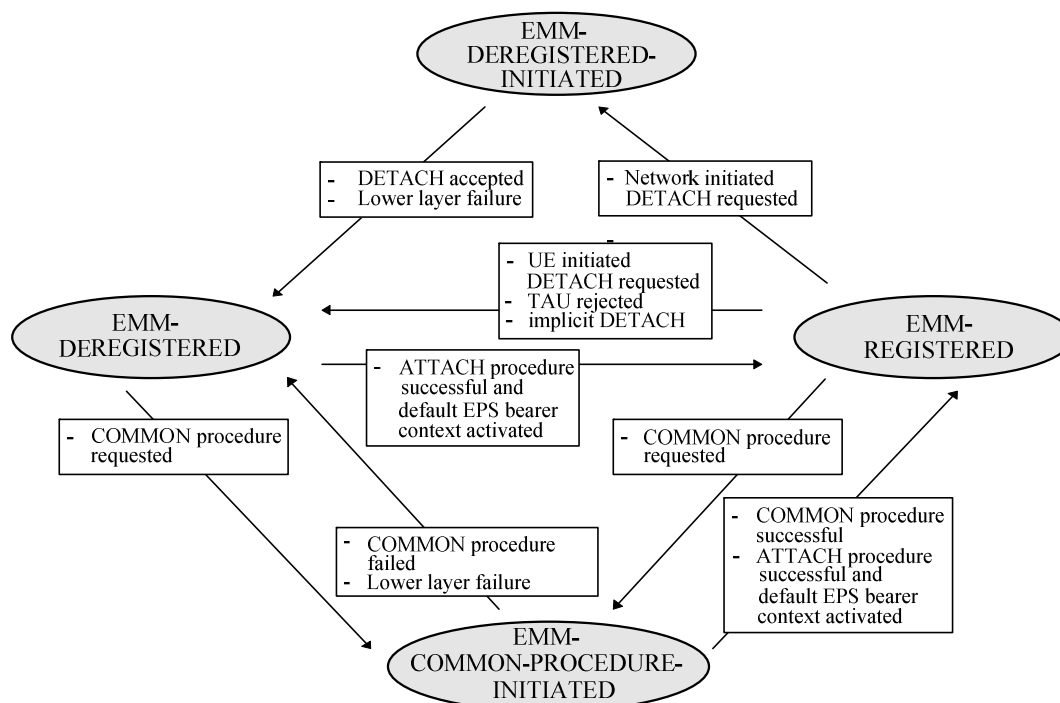 EMM-
DEREGISTERED-
INITIATED
- DETACH accepted
- Lower layer failure
- Network initiated
DETACH requested
-
- UE initiated
DETACH requested
- TAU rejected
- implicit DETACH
EMM-
DEREGISTERED
EMM-
REGISTERED
- ATTACH procedure
successful and
default EPS bearer
context activated
- COMMON procedure
requested
- COMMON procedure
requested
- COMMON procedure
failed
- Lower layer failure
- COMMON procedure
successful
- ATTACH procedure
successful and
default EPS bearer
context activated
EMM-
COMMON-PROCEDURE-
INITIATED